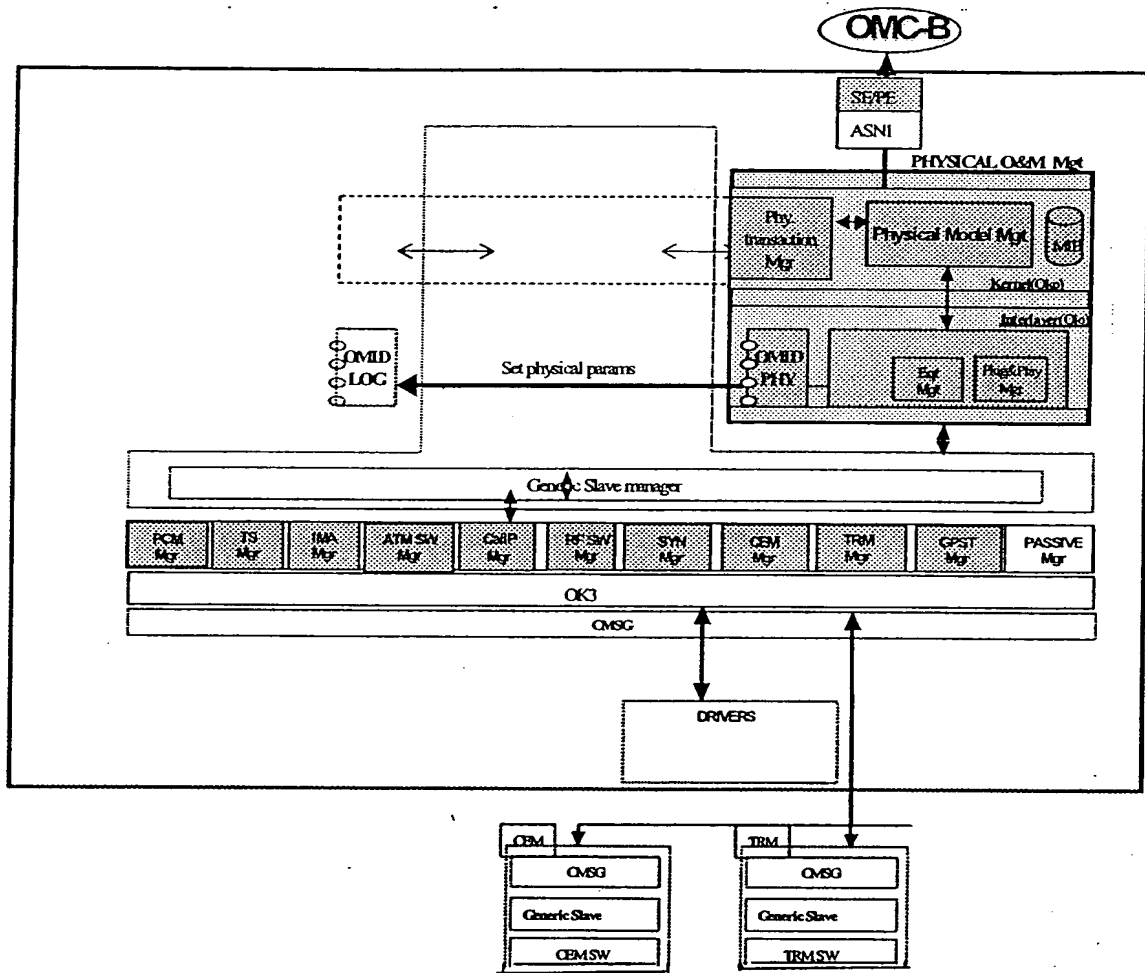 OMC-B
SE/PE
ASN1
PHYSICAL O&M Mgt
Phy.
transaction
Mgr
Physical Model Mgt
MIB
Kernel(Okp)
Interlayer(Olo)
OMID
LOG
Set physical params
OMID
PHY
Eqt
Mgt
Plug&Play
Mgt
Generic Slave manager
PCM
Mgr
TS
Mgr
IMA
Mgr
ATM SW
Mgr
Mgr
RF SW
Mgr
SYN
Mgr
CEM
Mgr
TRM
Mgr
GPST
Mgr
PASSIVE
Mgr
OK3
CMSG
DRIVERS
CEM
CMSG
Generic Slave
CEM SW
TRM
CMSG
Generic Slave
TRM SW